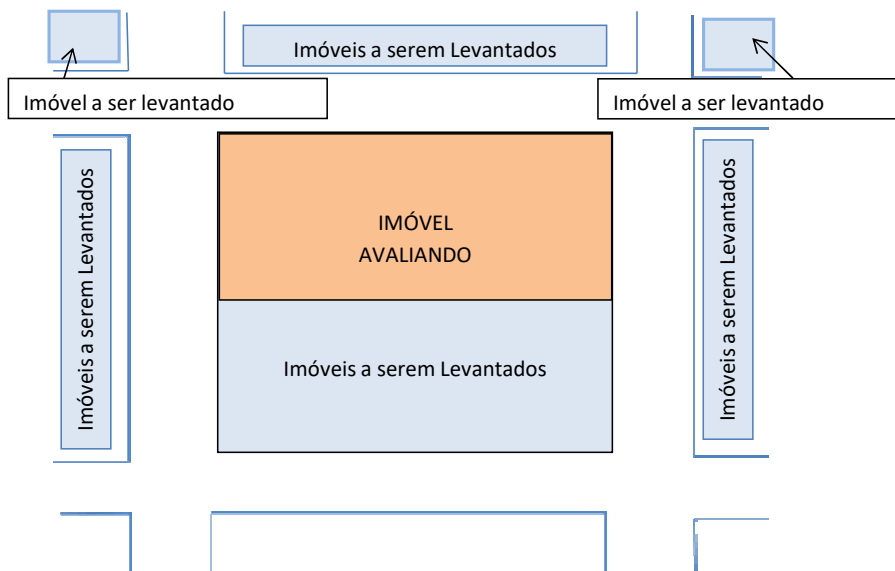 Imóveis a serem Levantados
Imóvel a ser levantado
Imóvel a ser levantado
Imóveis a serem Levantados
IMÓVEL
AVALIANDO
Imóveis a serem Levantados
Imóveis a serem Levantados